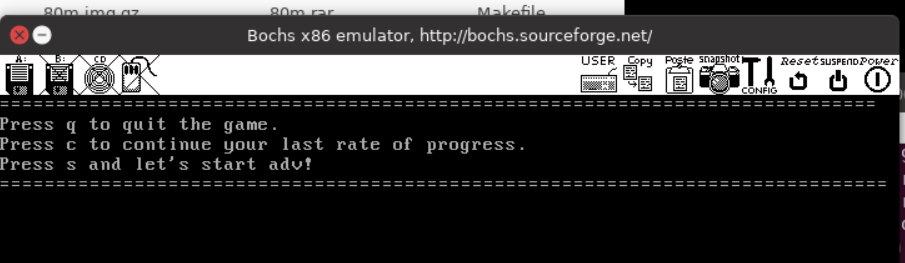 80m.img.gz 80m.rar Makefile
Bochs x86 emulator, http://bochs.sourceforge.net/
A: B: CD USER Copy Paste snapshot CONFIG Reset SUSPEND Power
================================================================================
Press q to quit the game.
Press c to continue your last rate of progress.
Press s and let's start adv!
=================================================================================